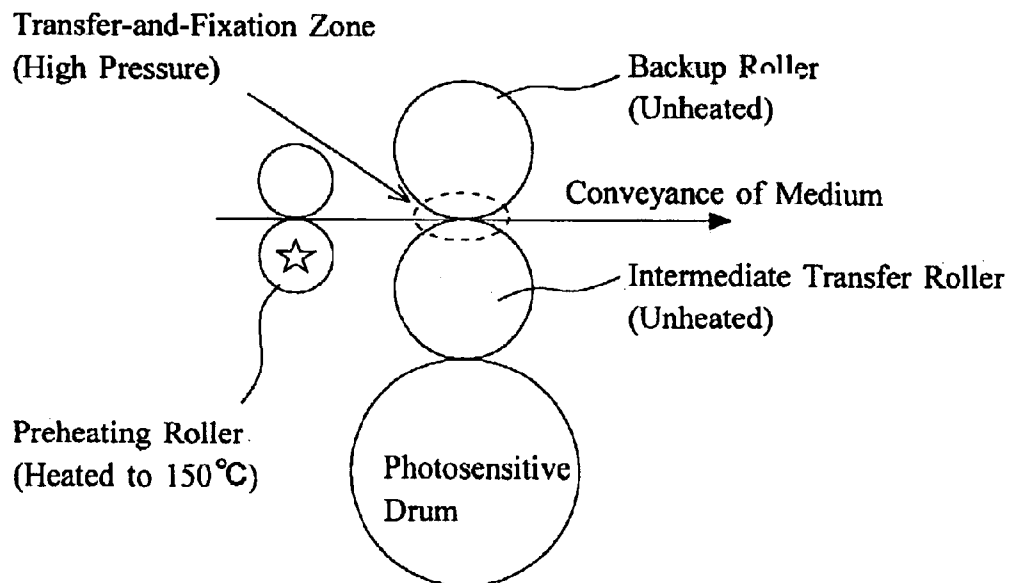 Transfer-and-Fixation Zone
(High Pressure)
Backup Roller
(Unheated)
Conveyance of Medium
Intermediate Transfer Roller
(Unheated)
Preheating Roller
(Heated to 150℃)
Photosensitive
Drum